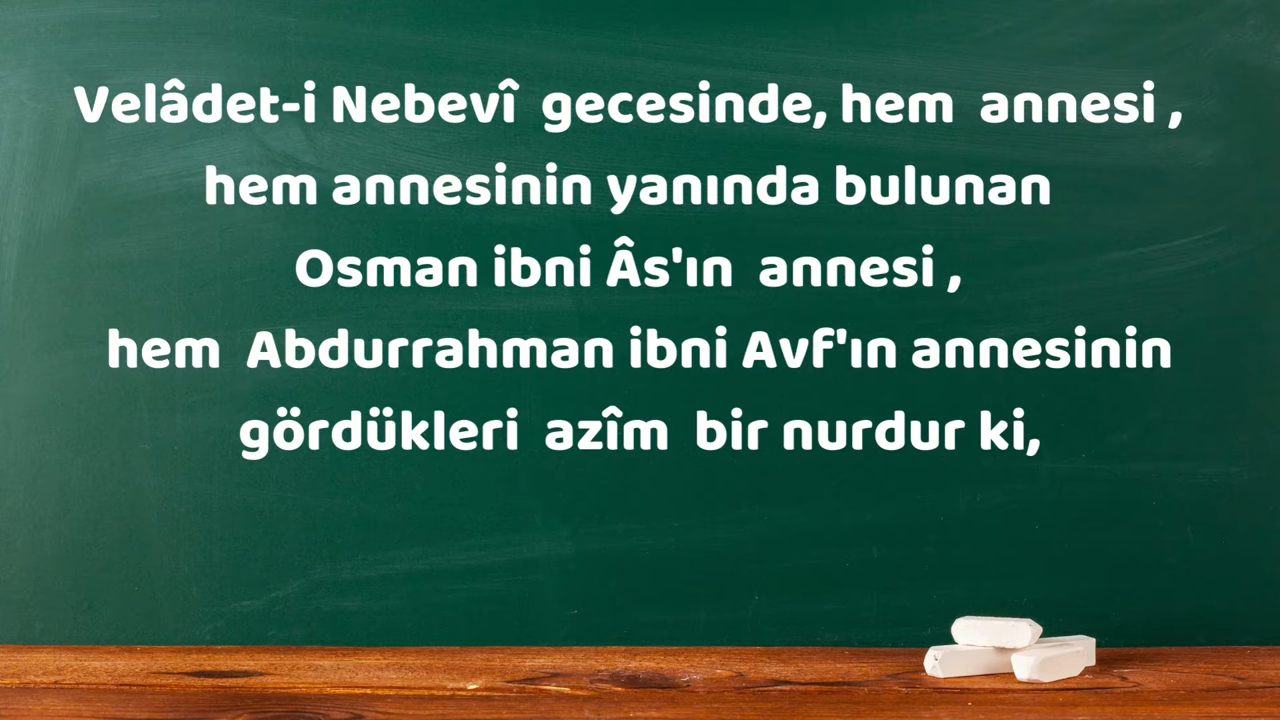 Velâdet-i Nebevî gecesinde, hem annesi ,
hem annesinin yanında bulunan
Osman ibni Âs'ın annesi ,
hem Abdurrahman ibni Avf'ın annesinin
gördükleri azîm bir nurdur ki,